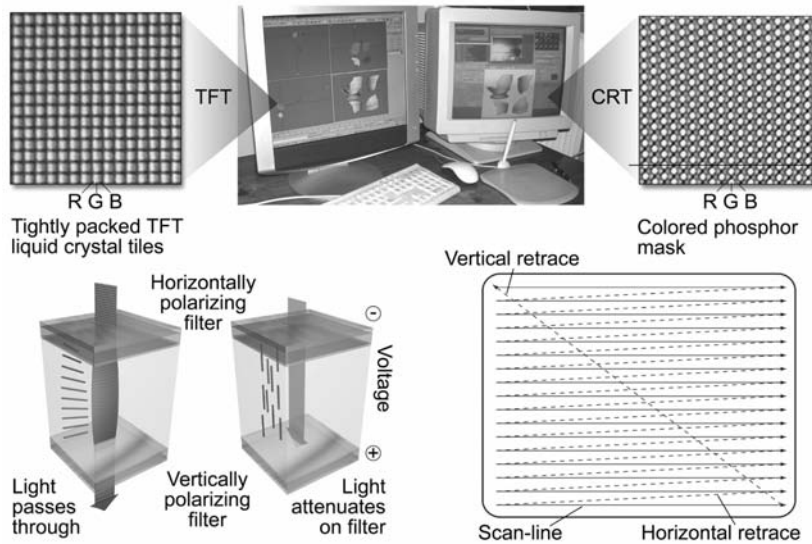 TFT
CRT
R G B
Tightly packed TFT
liquid crystal tiles
R G B
Colored phosphor
mask
Horizontally
polarizing
filter
Voltage
Vertically
polarizing
filter
Light
passes
through
Light
attenuates
on filter
Vertical retrace
Scan-line
Horizontal retrace